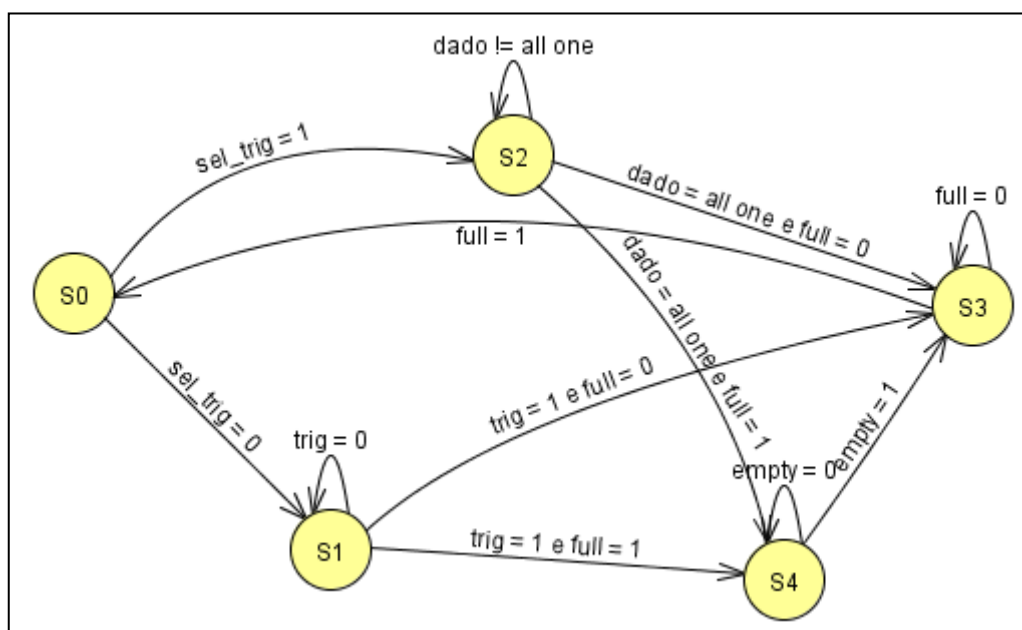 dado != all one
sel_trig = 1
S2
dado = all one e full = 0
full = 0
full = 1
S0
dado = all one e full = 1
S3
sel_trig = 0
trig = 1 e full = 0
trig = 0
empty = 0
empty = 1
S1
trig = 1 e full = 1
S4